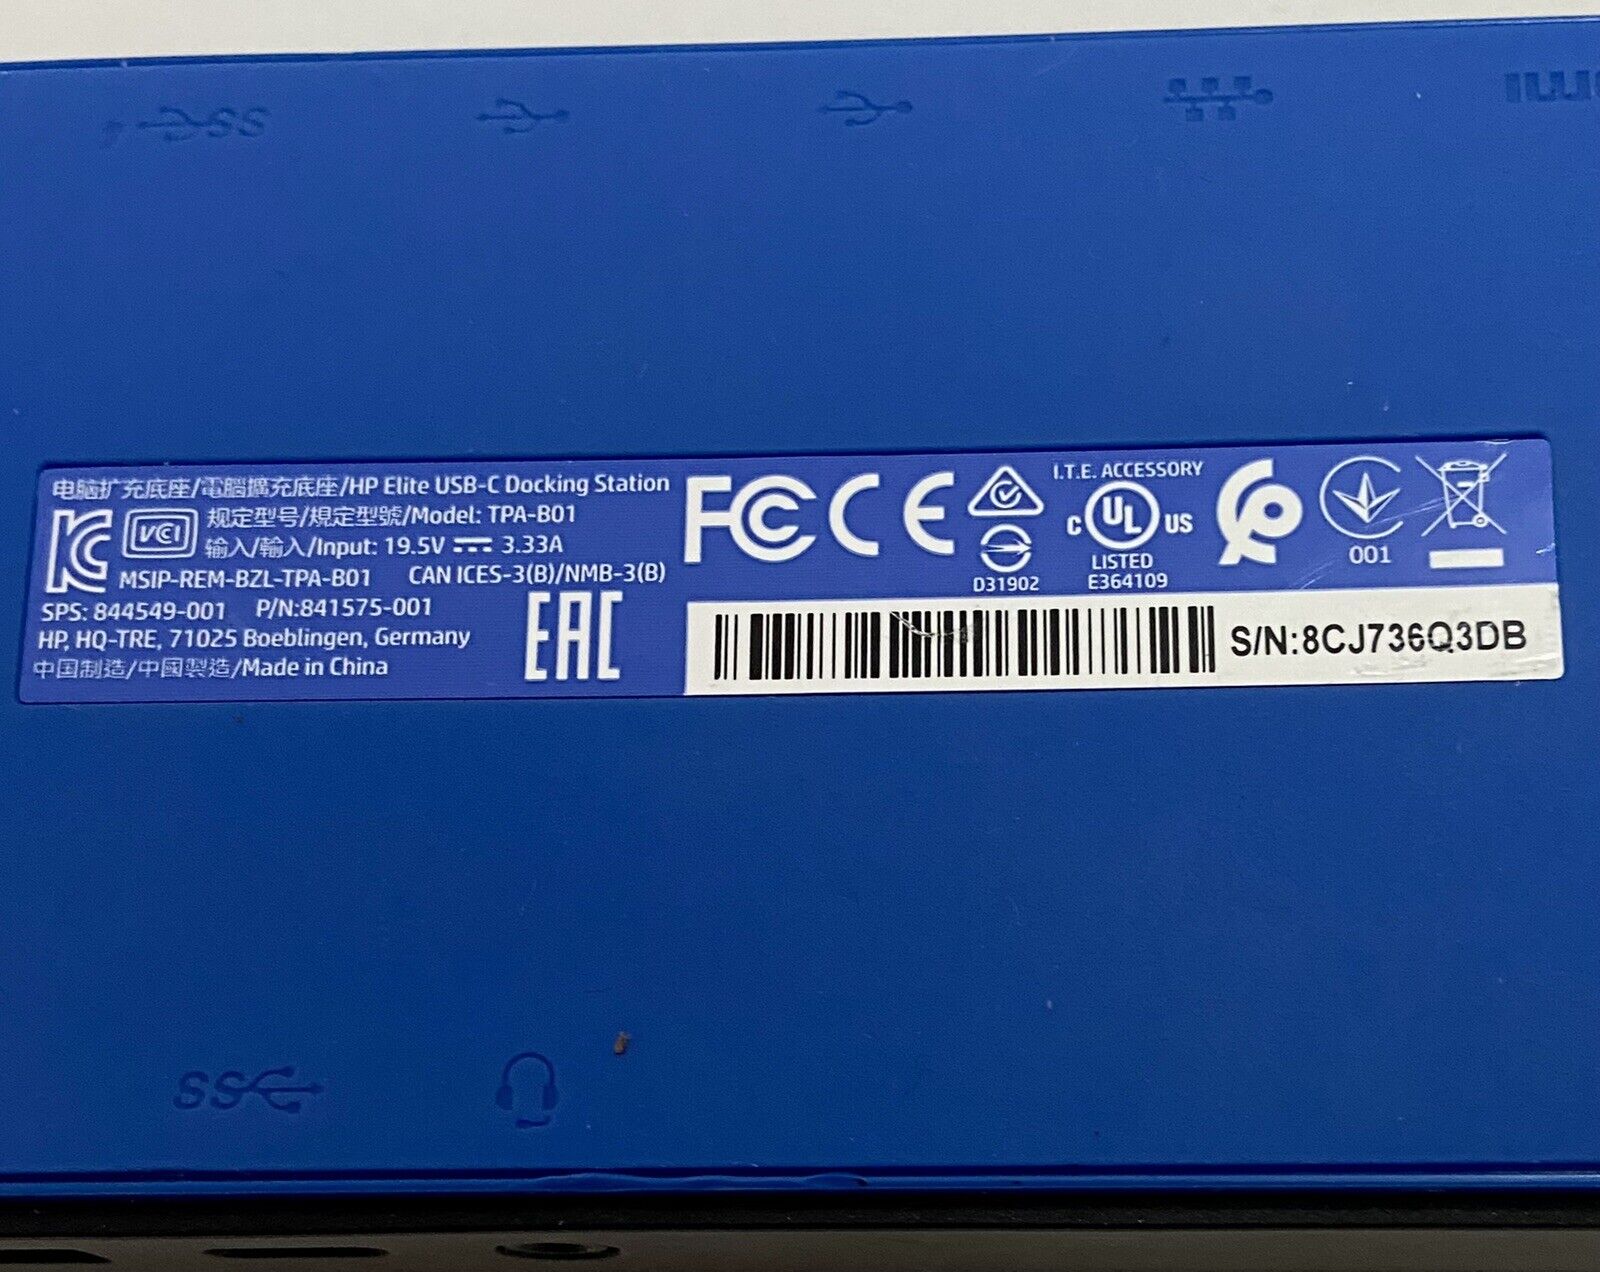 SS
电脑扩充底座/電腦擴充底座/HP Elite USB-C Docking Station
VCI 规定型号/規定型號/Model: TPA-B01
输入/輸入/Input: 19.5V ⎓ 3.33A
MSIP-REM-BZL-TPA-B01 CAN ICES-3(B)/NMB-3(B)
SPS: 844549-001 P/N:841575-001
HP, HQ-TRE, 71025 Boeblingen, Germany
中国制造/中國製造/Made in China
EAC
FC CE
D31902
I.T.E. ACCESSORY
C UL US
LISTED
E364109
001
S/N:8CJ736Q3DB
SS